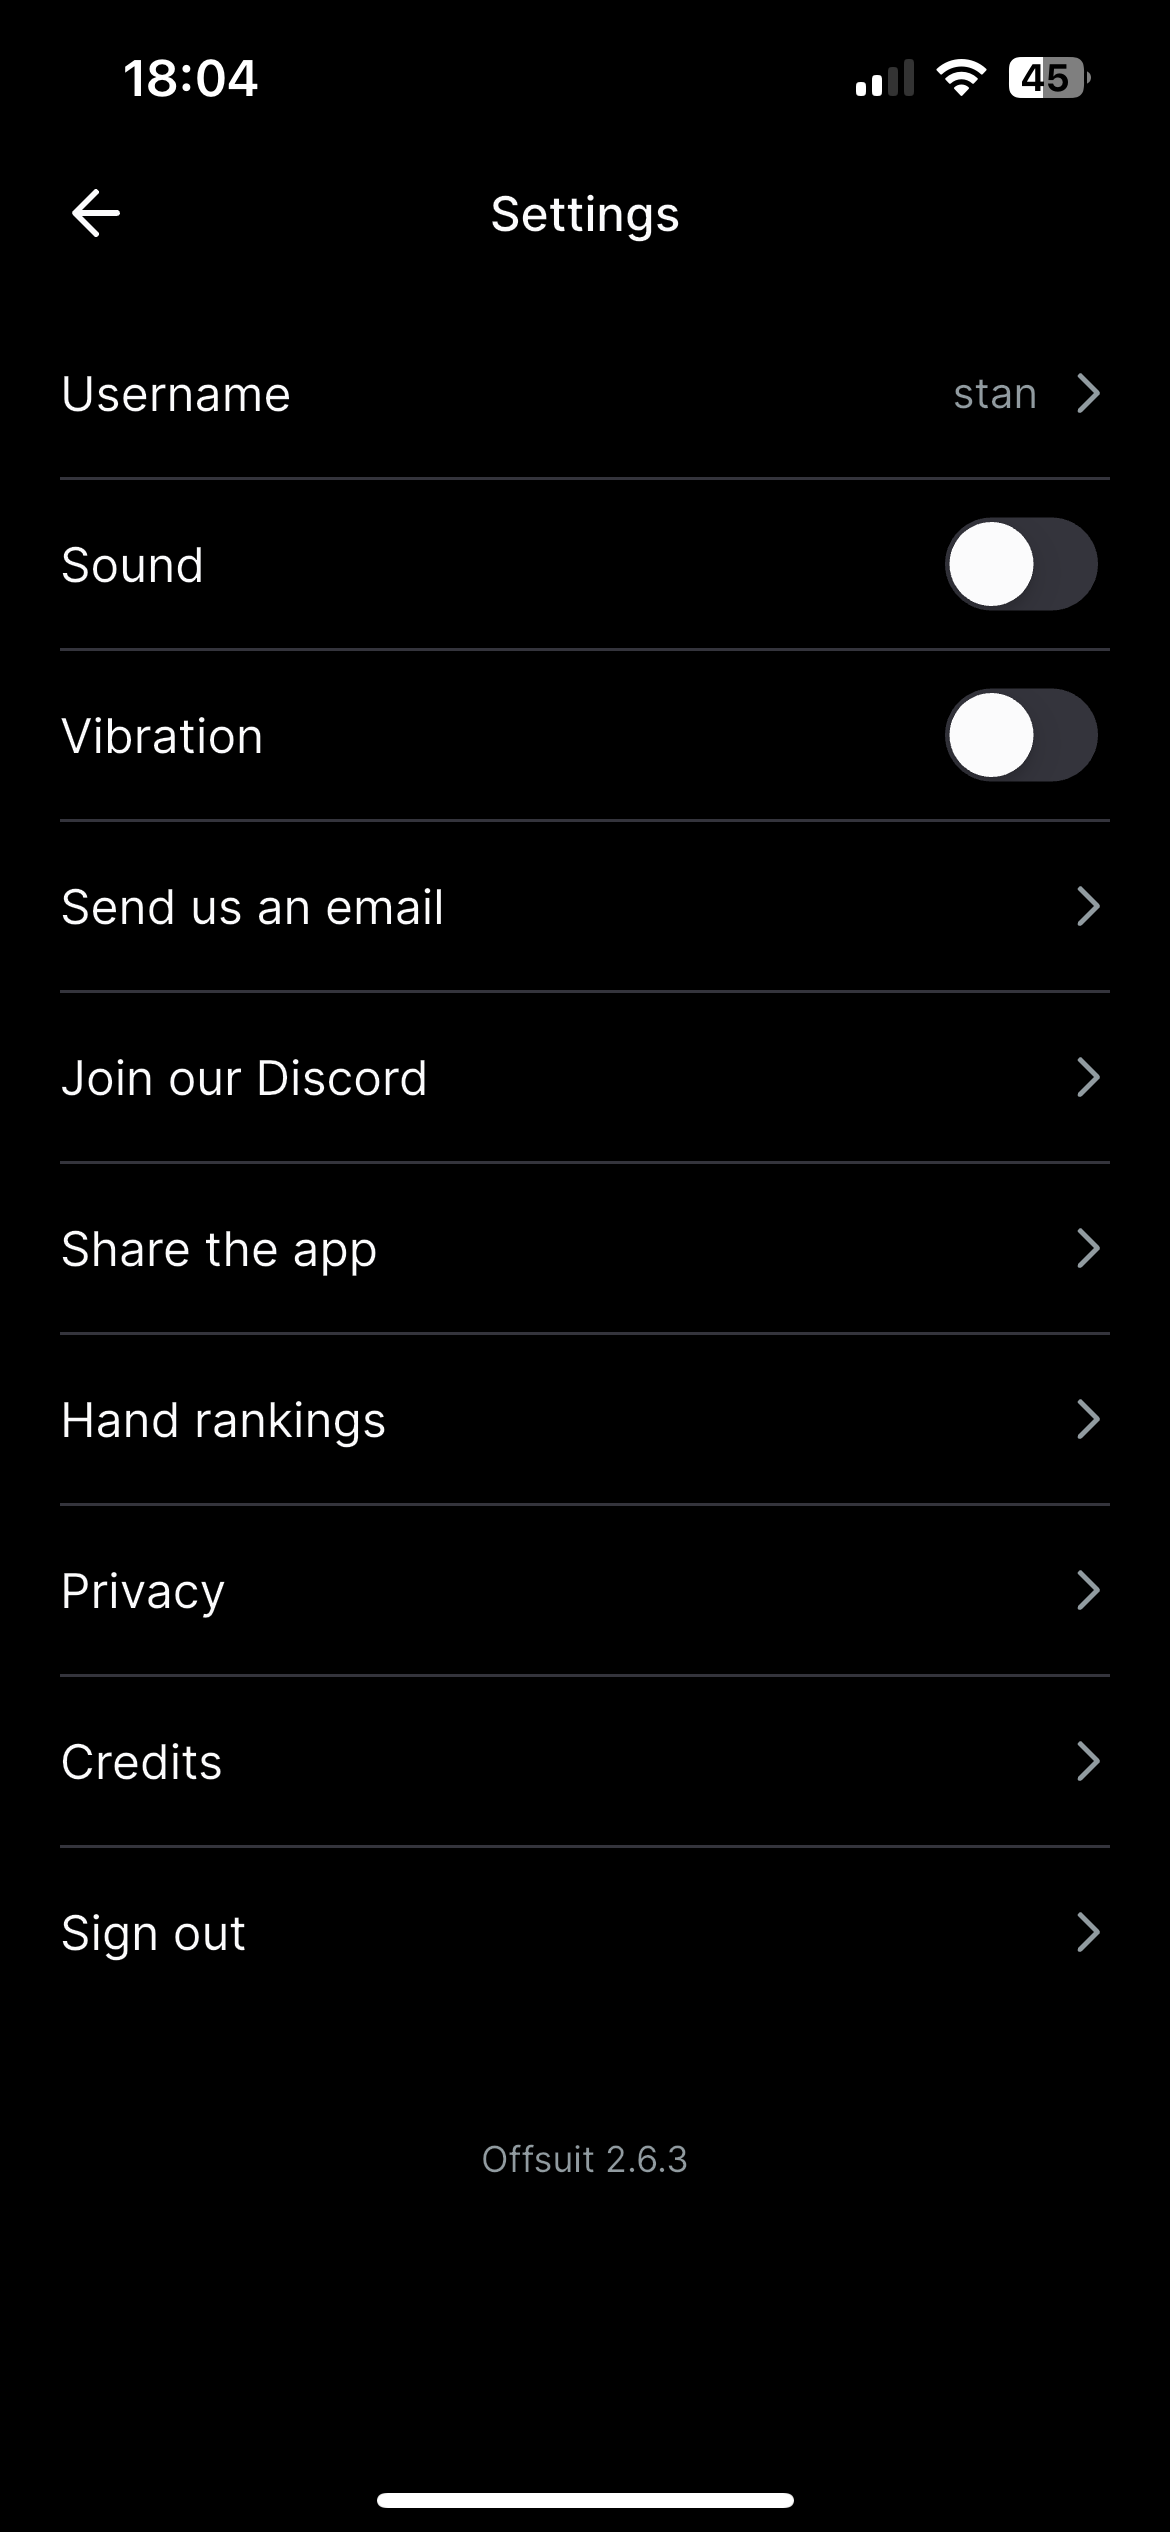 18:04
45
Settings
Username
stan
Sound
Vibration
Send us an email
Join our Discord
Share the app
Hand rankings
Privacy
Credits
Sign out
Offsuit 2.6.3